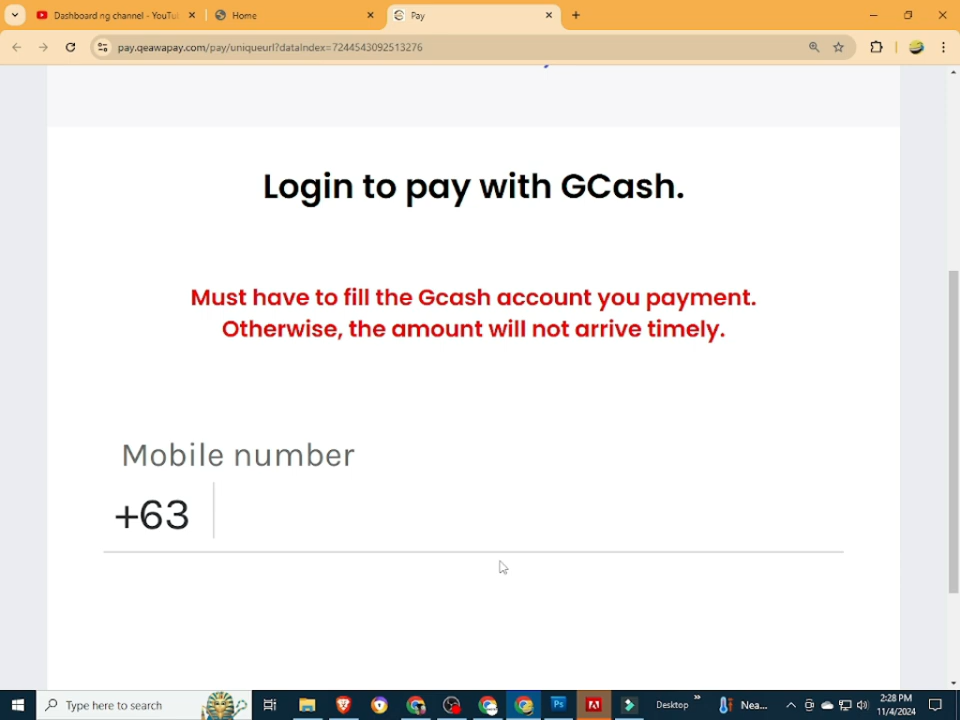 Dashboard ng channel - YouTu
Home
Pay
pay.qeawapay.com/pay/uniqueurl?dataIndex=7244543092513276
Login to pay with GCash.
Must have to fill the Gcash account you payment.
Otherwise, the amount will not arrive timely.
Mobile number
+63
Type here to search
Ps
Desktop
Nea...
2:28 PM
11/4/2024